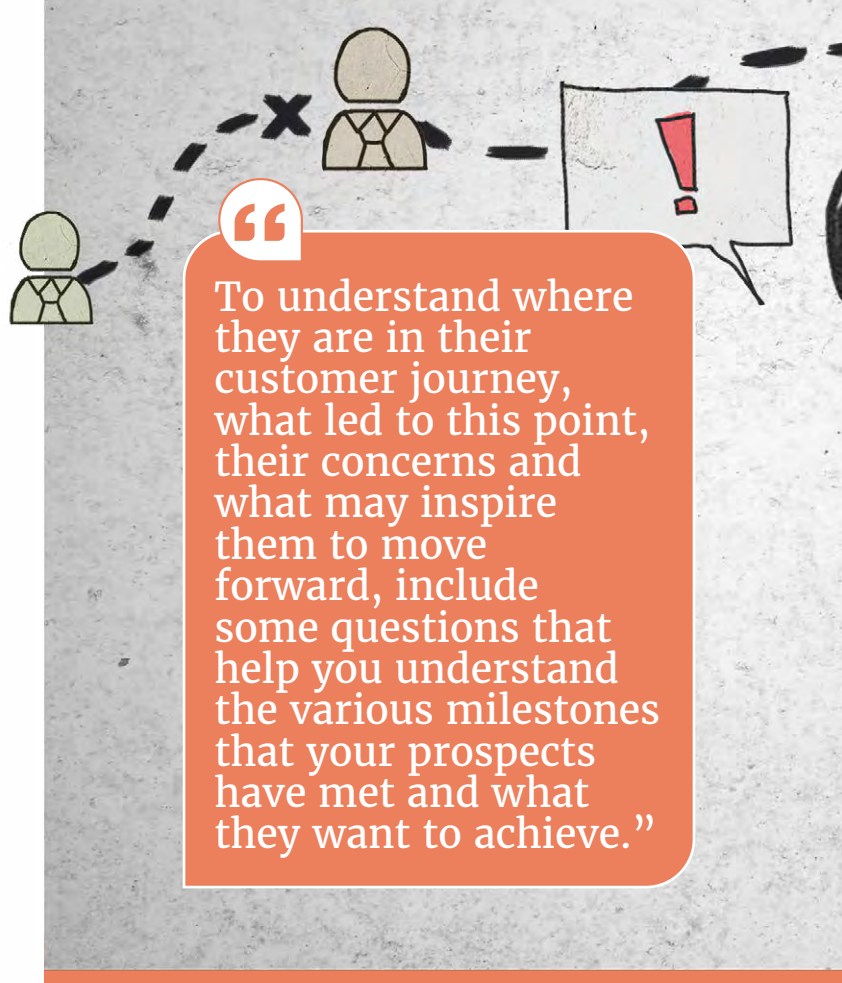 “
To understand where
they are in their
customer journey,
what led to this point,
their concerns and
what may inspire
them to move
forward, include
some questions that
help you understand
the various milestones
that your prospects
have met and what
they want to achieve.”
!